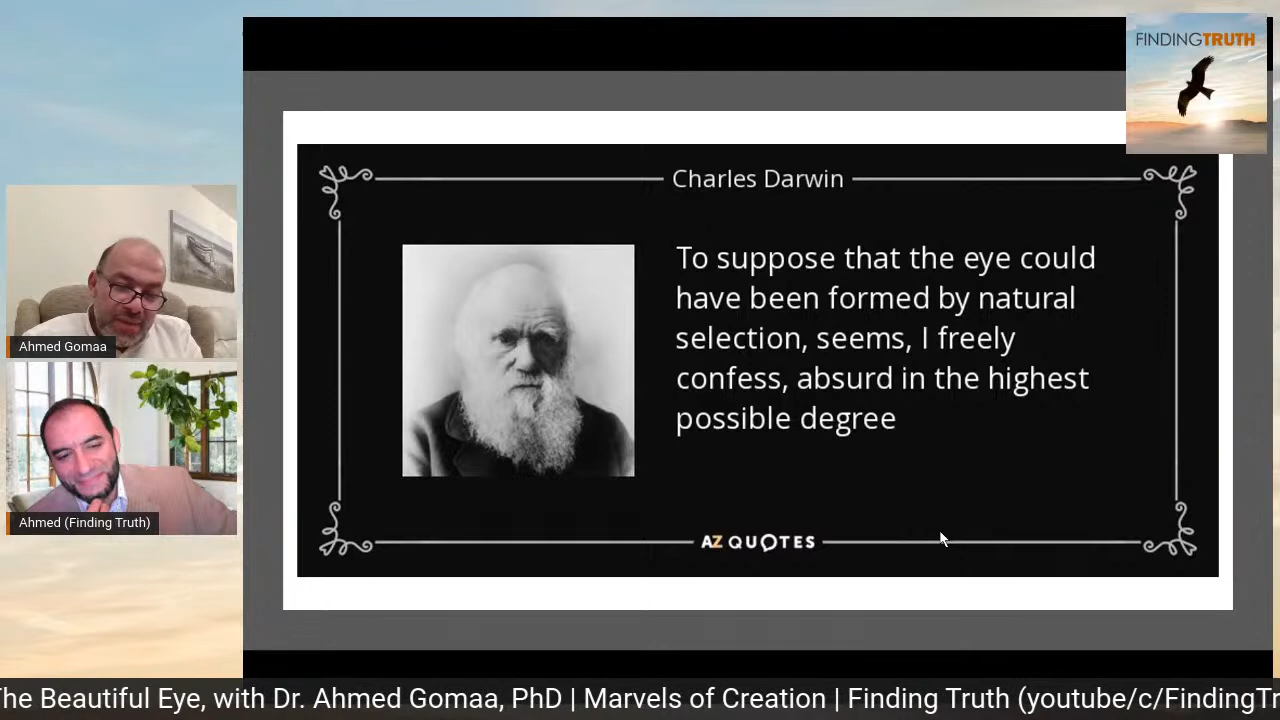 FINDINGTRUTH
Charles Darwin
To suppose that the eye could
have been formed by natural
selection, seems, I freely
confess, absurd in the highest
possible degree
AZ QUOTES
Ahmed Gomaa
Ahmed (Finding Truth)
The Beautiful Eye, with Dr. Ahmed Gomaa, PhD | Marvels of Creation | Finding Truth (youtube/c/FindingTr